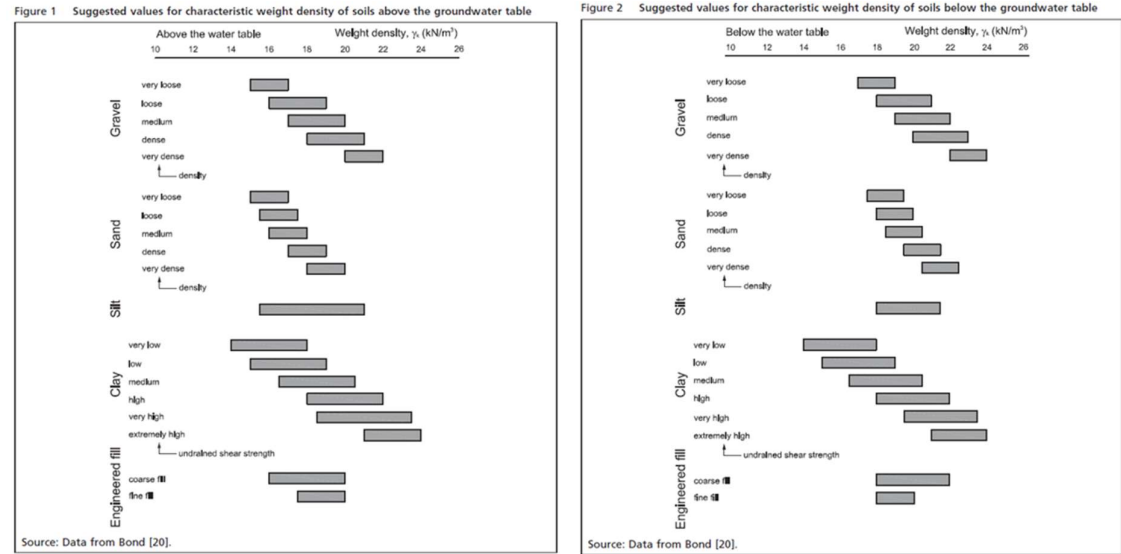 Figure 1 Suggested values for characteristic weight density of soils above the groundwater table
Above the water table Weight density, γₖ (kN/m³)
10 12 14 16 18 20 22 24 26
Gravel
very loose
loose
medium
dense
very dense
density
Sand
very loose
loose
medium
dense
very dense
density
Silt
Clay
very low
low
medium
high
very high
extremely high
undrained shear strength
Engineered fill
coarse fill
fine fill
Source: Data from Bond [20].
Figure 2 Suggested values for characteristic weight density of soils below the groundwater table
Below the water table Weight density, γₖ (kN/m³)
10 12 14 16 18 20 22 24 26
Gravel
very loose
loose
medium
dense
very dense
density
Sand
very loose
loose
medium
dense
very dense
density
Silt
Clay
very low
low
medium
high
very high
extremely high
undrained shear strength
Engineered fill
coarse fill
fine fill
Source: Data from Bond [20].